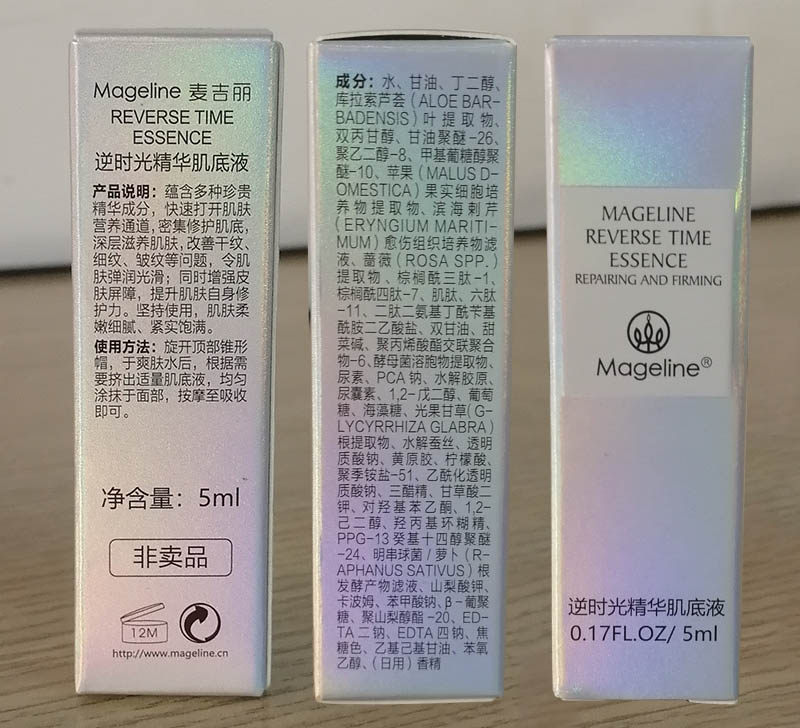 Mageline 麦吉丽
REVERSE TIME
ESSENCE
逆时光精华肌底液
产品说明：蕴含多种珍贵
精华成分，快速打开肌肤
营养通道，密集修护肌底，
深层滋养肌肤，改善干纹、
细纹、皱纹等问题，令肌
肤弹润光滑；同时增强皮
肤屏障，提升肌肤自身修
护力。坚持使用，肌肤柔
嫩细腻、紧实饱满。
使用方法：旋开顶部锥形
帽，于爽肤水后，根据需
要挤出适量肌底液，均匀
涂抹于面部，按摩至吸收
即可。
净含量：5ml
非卖品
12M
http://www.mageline.cn
成分：水、甘油、丁二醇、
库拉索芦荟（ALOE BAR-
BADENSIS）叶提取物、
双丙甘醇、甘油聚醚-26、
聚乙二醇-8、甲基葡糖醇聚
醚-10、苹果（MALUS D-
OMESTICA）果实细胞培
养物提取物、滨海刺芹
（ERYNGIUM MARITI-
MUM）愈伤组织培养物滤
液、蔷薇（ROSA SPP.）
提取物、棕榈酰三肽-1、
棕榈酰四肽-7、肌肽、六肽
-11、二肽二氨基丁酰苄基
酰胺二乙酸盐、双甘油、甜
菜碱、聚丙烯酸酯交联聚合
物-6、酵母菌溶胞物提取物、
尿素、PCA钠、水解胶原、
尿囊素、1,2-戊二醇、葡萄
糖、海藻糖、光果甘草（G-
LYCYRRHIZA GLABRA）
根提取物、水解蚕丝、透明
质酸钠、黄原胶、柠檬酸、
聚季铵盐-51、乙酰化透明
质酸钠、三醋精、甘草酸二
钾、对羟基苯乙酮、1,2-
己二醇、羟丙基环糊精、
PPG-13癸基十四醇聚醚
-24、明串球菌/萝卜（R-
APHANUS SATIVUS）根
发酵产物滤液、山梨酸钾、
卡波姆、苯甲酸钠、β-葡聚
糖、聚山梨醇酯-20、ED-
TA二钠、EDTA四钠、焦
糖色、乙基己基甘油、苯氧
乙醇、（日用）香精
MAGELINE
REVERSE TIME
ESSENCE
REPAIRING AND FIRMING
Mageline®
逆时光精华肌底液
0.17FL.OZ/ 5ml